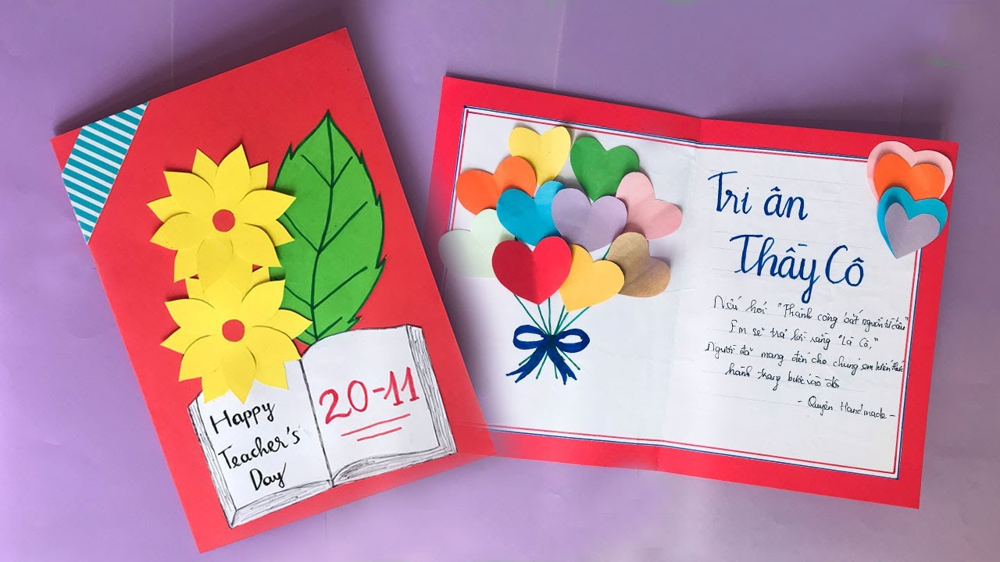 Happy
Teacher's
Day
20-11
Tri ân
Thầy Cô
Nếu hỏi "Thành công bắt nguồn từ đâu"
Em sẽ trả lời rằng "Là Cô,"
Người đã mang đến cho chúng em kiến thức
hành trang bước vào đời
- Quyên Handmade -